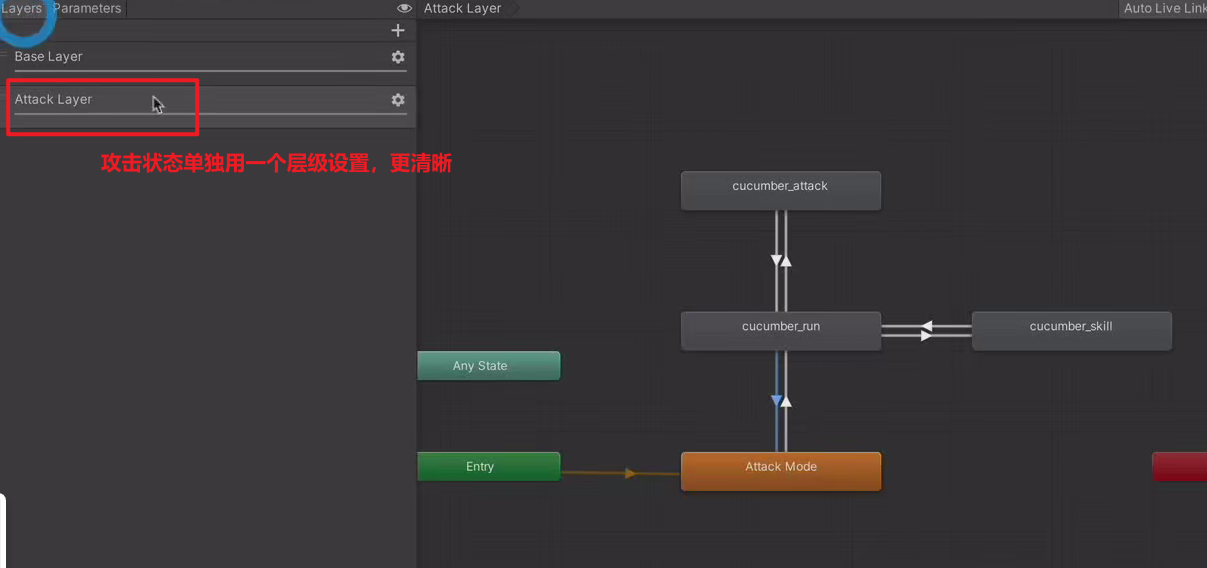 Layers Parameters
Attack Layer
Auto Live Link
Base Layer
Attack Layer
攻击状态单独用一个层级设置，更清晰
cucumber_attack
cucumber_run
cucumber_skill
Any State
Entry
Attack Mode